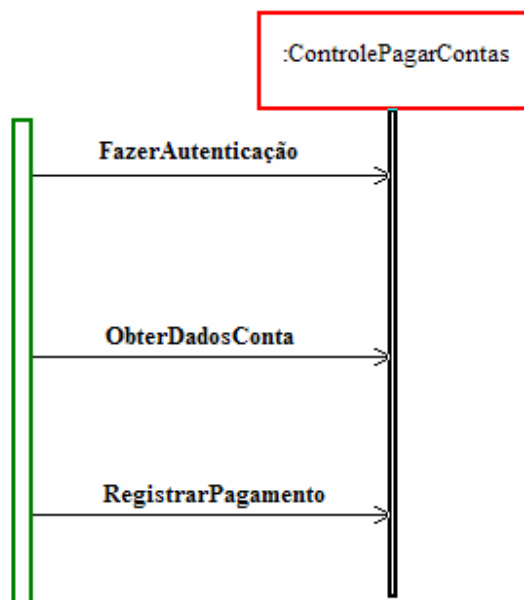 :ControlePagarContas
FazerAutenticação
ObterDadosConta
RegistrarPagamento